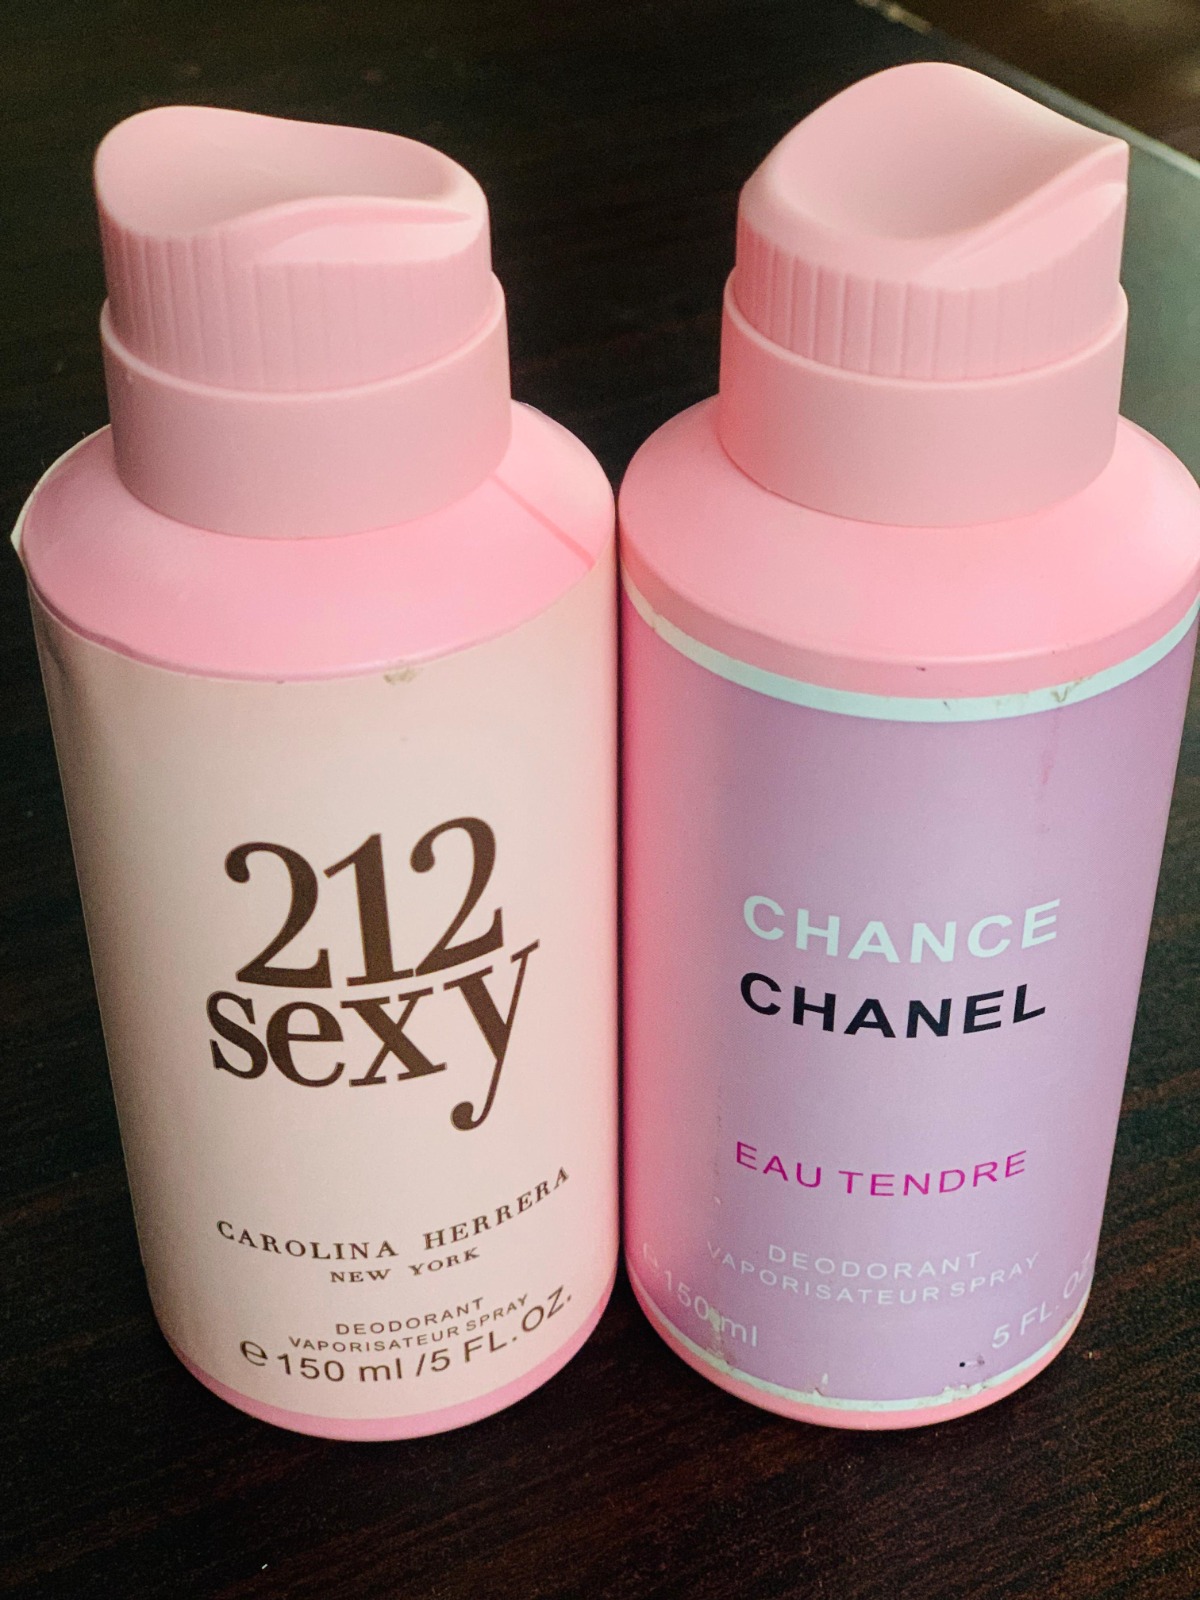 212
sexy
CAROLINA HERRERA
NEW YORK
DEODORANT
VAPORISATEUR SPRAY
e 150 ml /5 FL.OZ.
CHANCE
CHANEL
EAU TENDRE
DEODORANT
VAPORISATEUR SPRAY
e 150 ml 5 FL. OZ